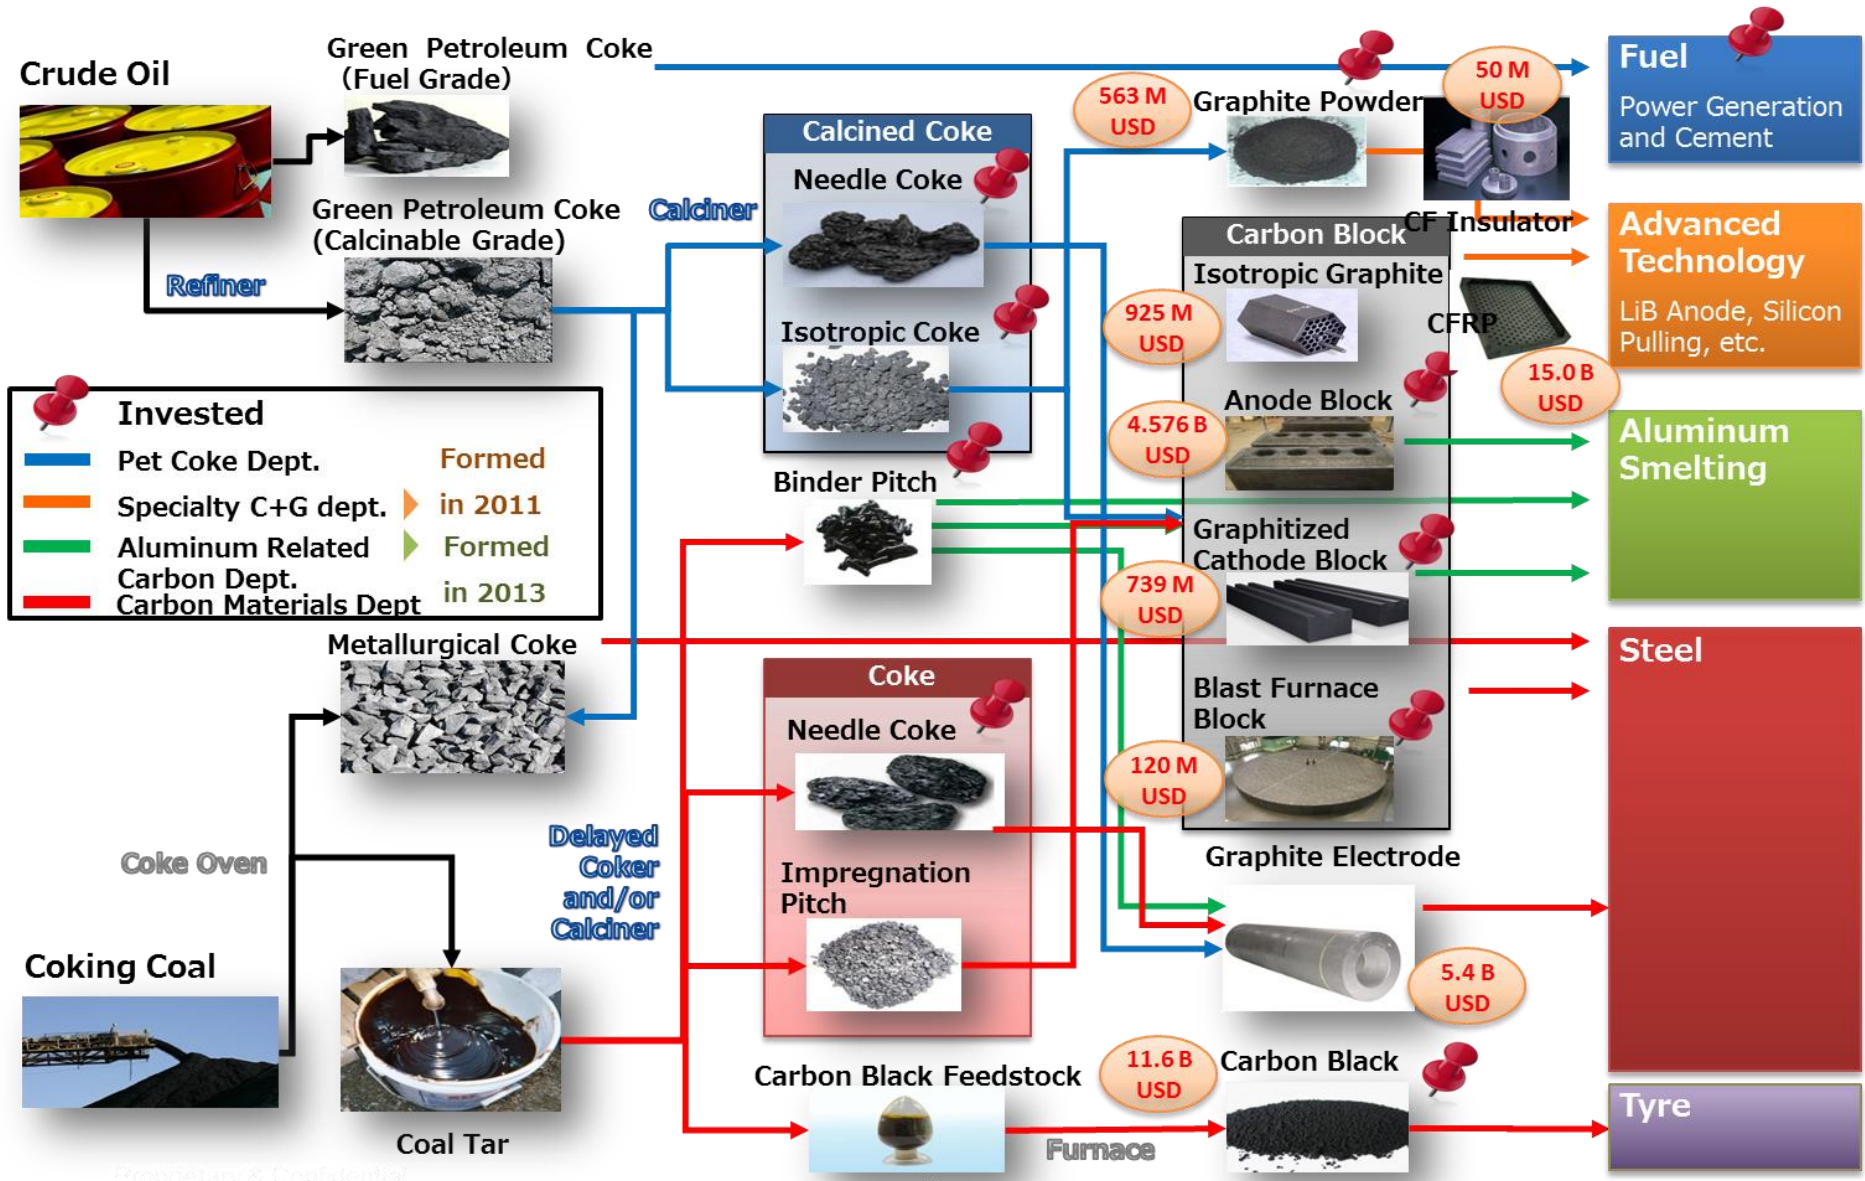 Crude Oil
Green Petroleum Coke
(Fuel Grade)
Green Petroleum Coke
(Calcinable Grade)
Refiner
Calciner
Calcined Coke
Needle Coke
Isotropic Coke
Binder Pitch
563 M
USD
Graphite Powder
50 M
USD
CF Insulator
Carbon Block
Isotropic Graphite
925 M
USD
CFRP
15.0 B
USD
Anode Block
4.576 B
USD
Graphitized
Cathode Block
739 M
USD
Blast Furnace
Block
120 M
USD
Graphite Electrode
5.4 B
USD
Fuel
Power Generation
and Cement
Advanced
Technology
LiB Anode, Silicon
Pulling, etc.
Aluminum
Smelting
Steel
Tyre
Invested
Pet Coke Dept.
Specialty C+G dept.
Formed
in 2011
Aluminum Related
Carbon Dept.
Formed
in 2013
Carbon Materials Dept
Metallurgical Coke
Coke Oven
Coking Coal
Coal Tar
Delayed
Coker
and/or
Calciner
Coke
Needle Coke
Impregnation
Pitch
Carbon Black Feedstock
Furnace
11.6 B
USD
Carbon Black
Proprietary & Confidential